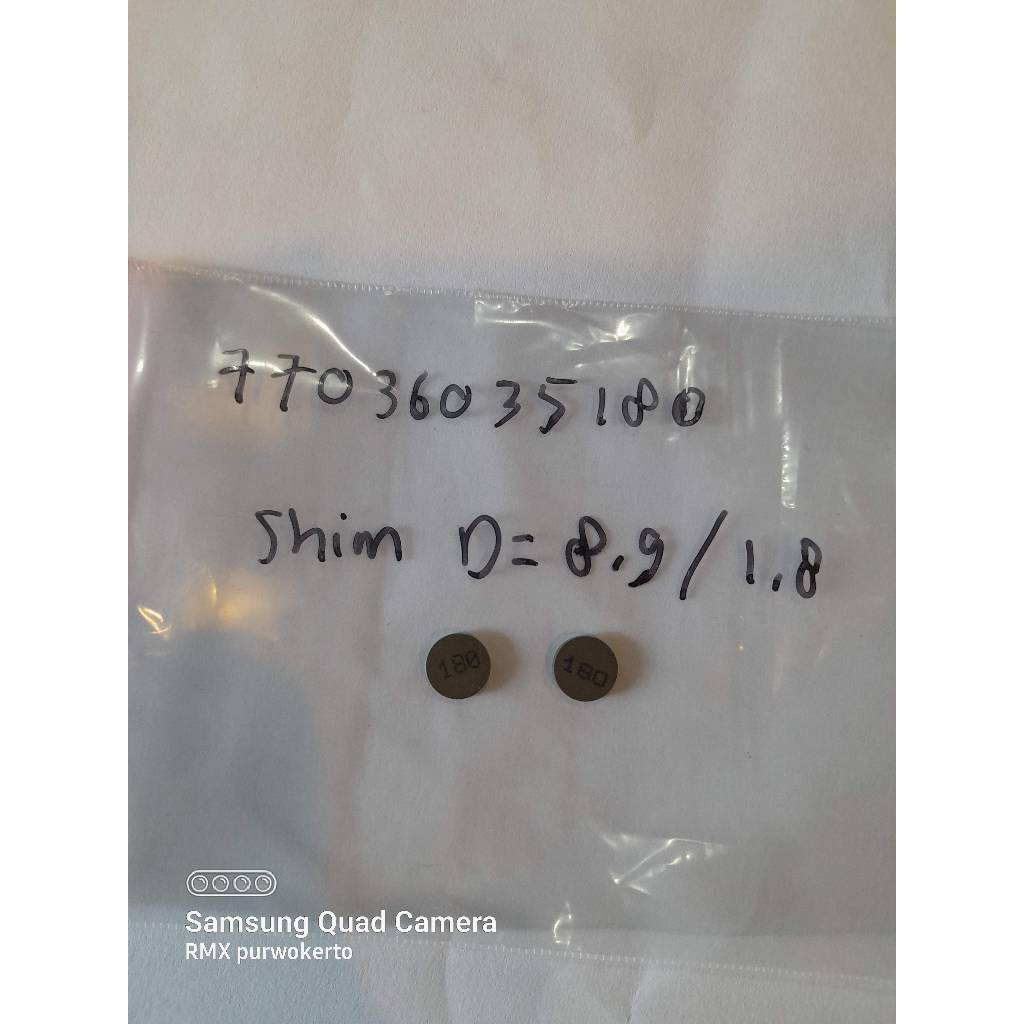 77036035180
Shim D=8.9/1.8
180 180
Samsung Quad Camera
RMX purwokerto